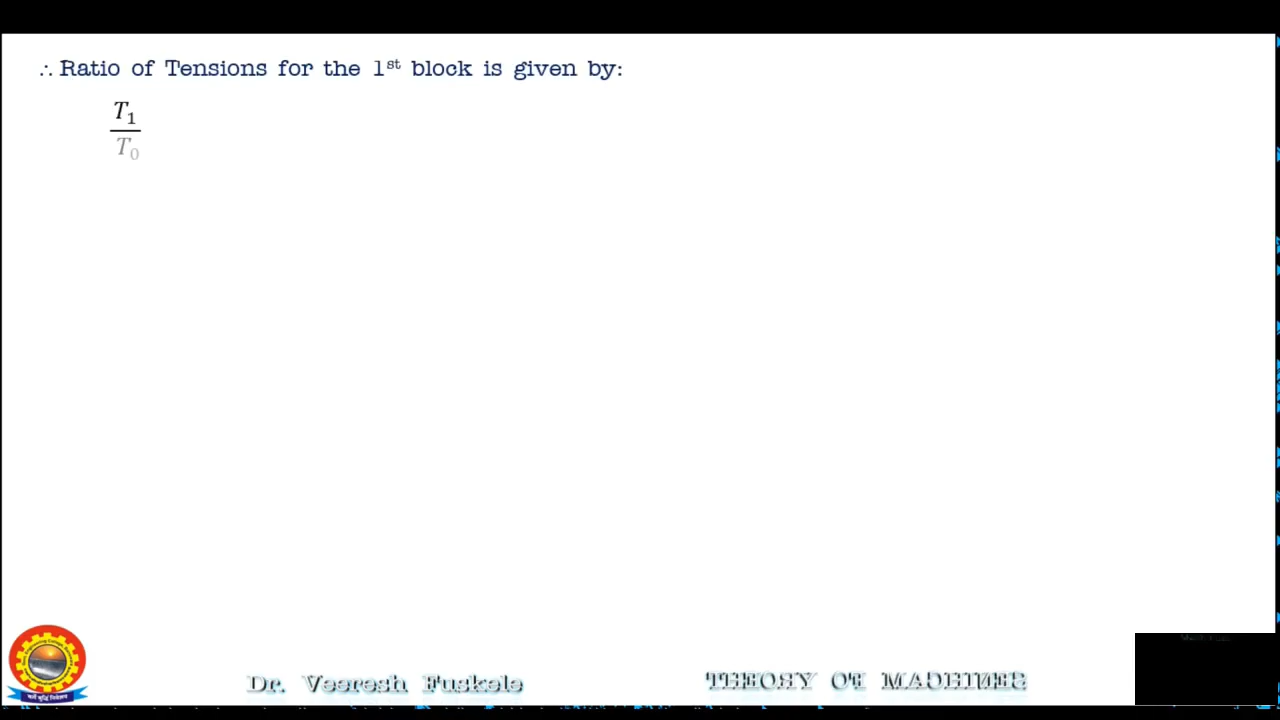 ∴ Ratio of Tensions for the 1st block is given by:
T1
T0
Dr. Veeresh Fuskele
THEORY OF MACHINES